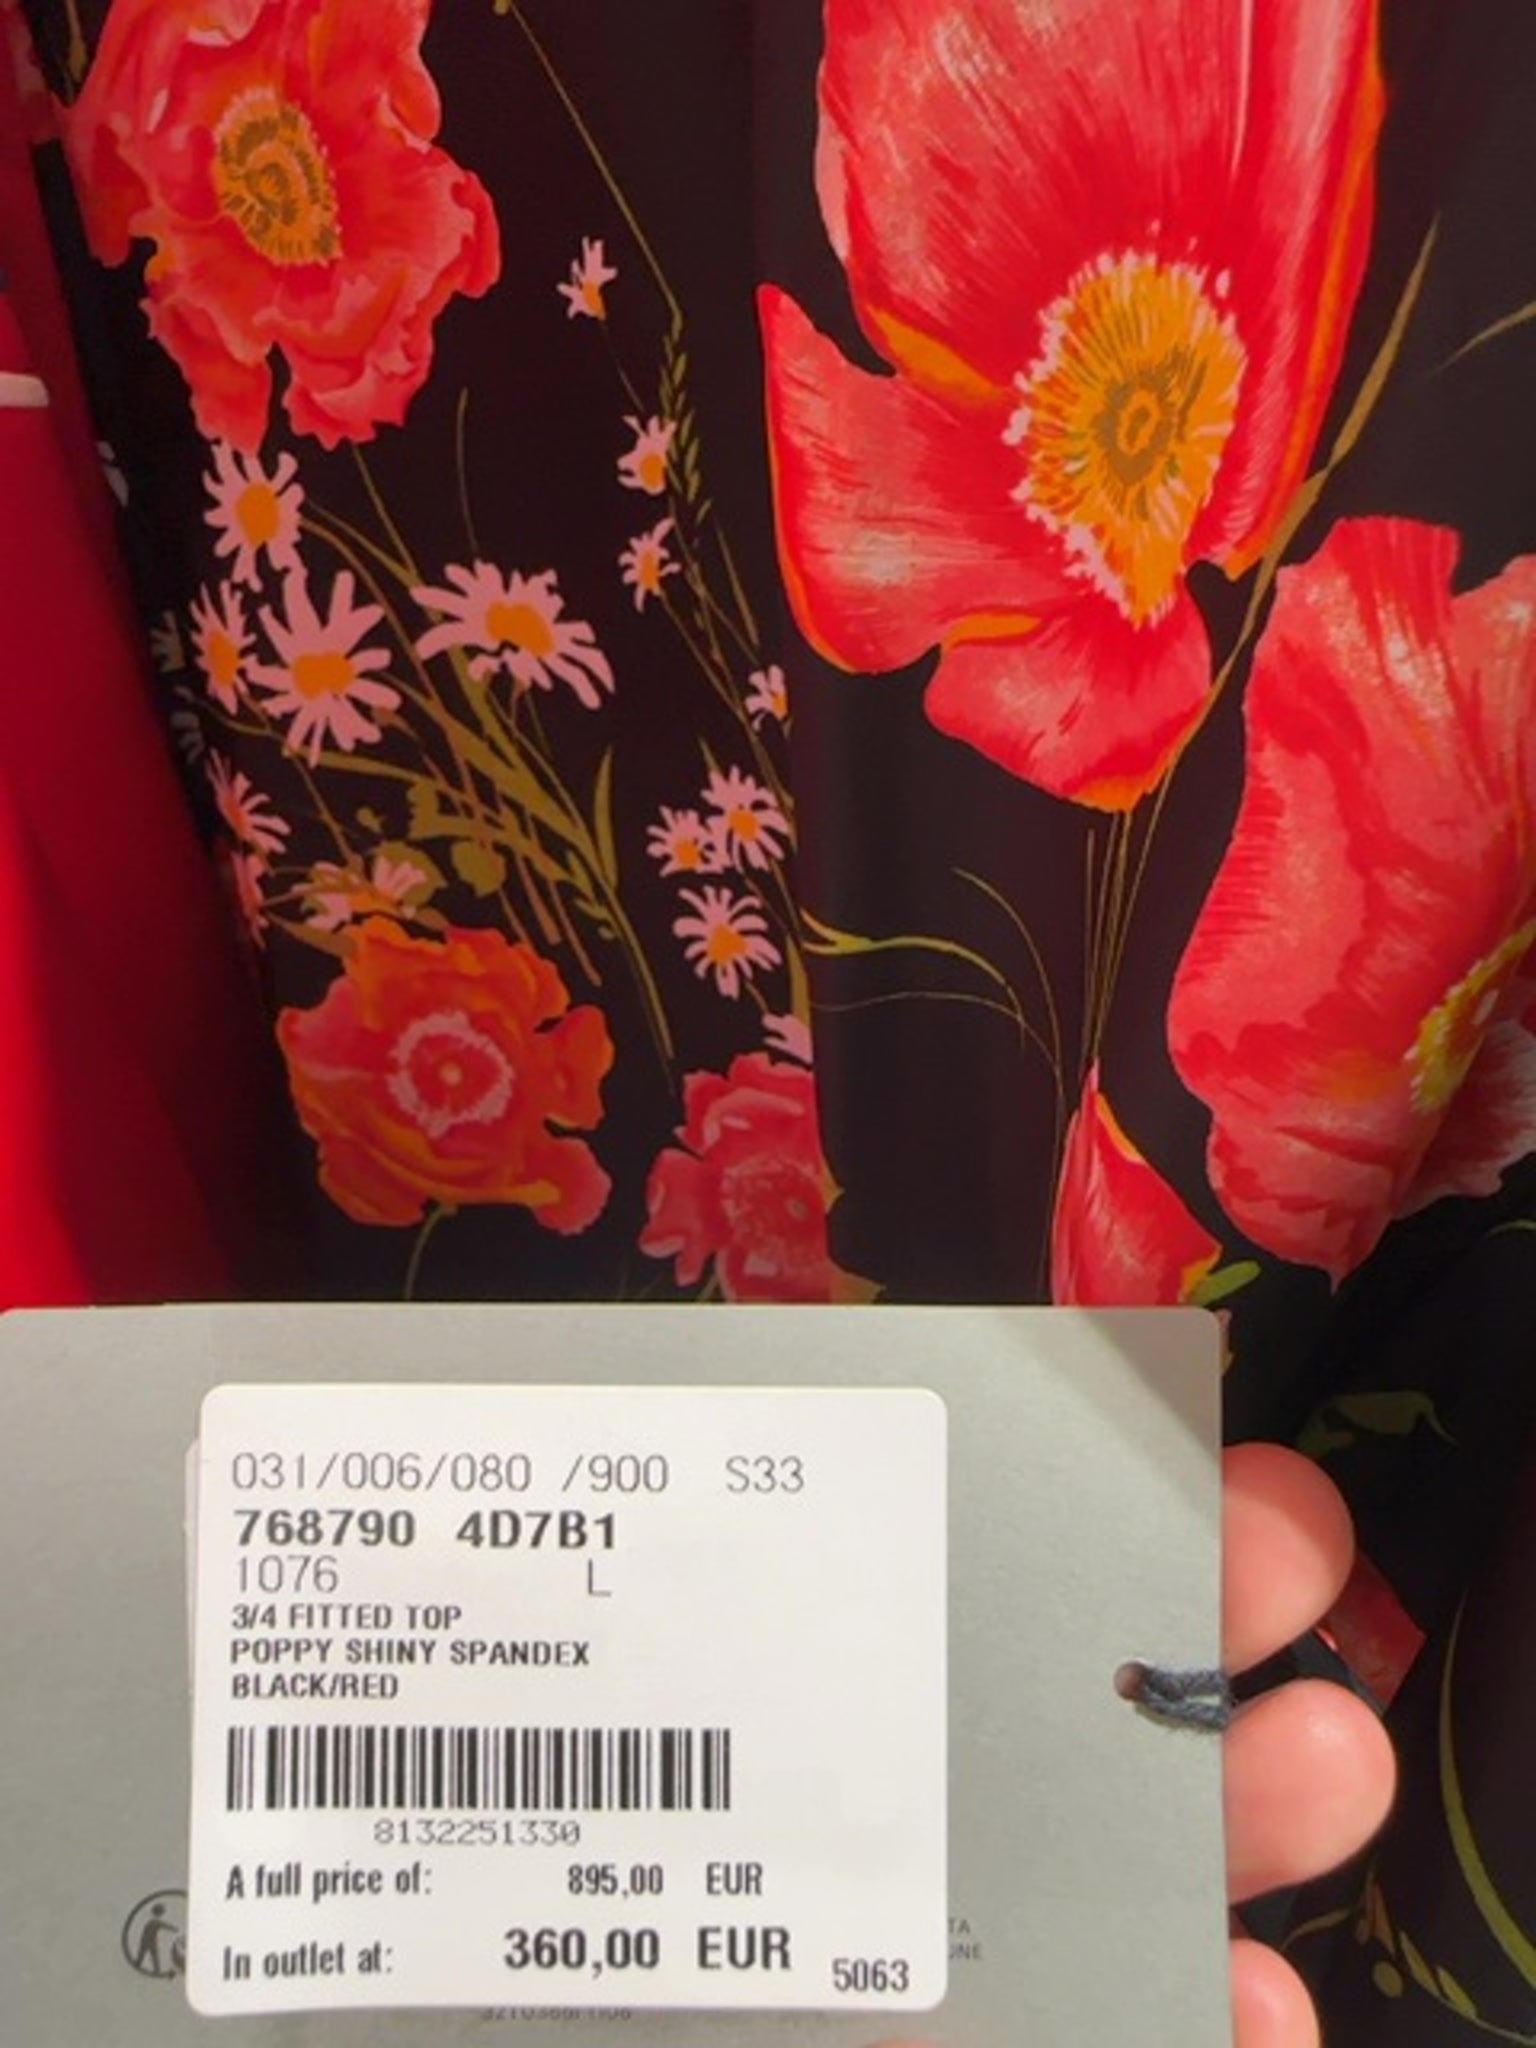 031/006/080 /900 S33
768790 4D7B1
1076 L
3/4 FITTED TOP
POPPY SHINY SPANDEX
BLACK/RED
8132251330
A full price of: 895,00 EUR
In outlet at: 360,00 EUR 5063